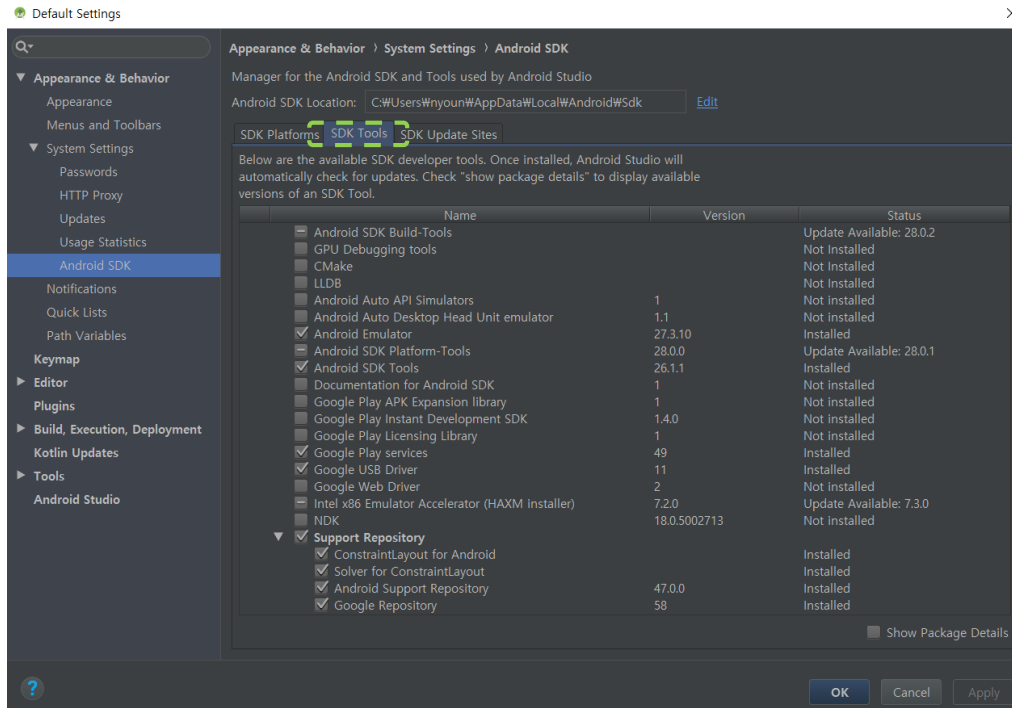 Default Settings
Appearance & Behavior
Appearance
Menus and Toolbars
System Settings
Passwords
HTTP Proxy
Updates
Usage Statistics
Android SDK
Notifications
Quick Lists
Path Variables
Keymap
Editor
Plugins
Build, Execution, Deployment
Kotlin Updates
Tools
Android Studio
Appearance & Behavior › System Settings › Android SDK
Manager for the Android SDK and Tools used by Android Studio
Android SDK Location: C:₩Users₩nyoun₩AppData₩Local₩Android₩Sdk Edit
SDK Platforms SDK Tools SDK Update Sites
Below are the available SDK developer tools. Once installed, Android Studio will
automatically check for updates. Check "show package details" to display available
versions of an SDK Tool.
Name Version Status
Android SDK Build-Tools Update Available: 28.0.2
GPU Debugging tools Not Installed
CMake Not Installed
LLDB Not Installed
Android Auto API Simulators 1 Not installed
Android Auto Desktop Head Unit emulator 1.1 Not installed
Android Emulator 27.3.10 Installed
Android SDK Platform-Tools 28.0.0 Update Available: 28.0.1
Android SDK Tools 26.1.1 Installed
Documentation for Android SDK 1 Not installed
Google Play APK Expansion library 1 Not installed
Google Play Instant Development SDK 1.4.0 Not installed
Google Play Licensing Library 1 Not installed
Google Play services 49 Installed
Google USB Driver 11 Installed
Google Web Driver 2 Not installed
Intel x86 Emulator Accelerator (HAXM installer) 7.2.0 Update Available: 7.3.0
NDK 18.0.5002713 Not installed
Support Repository
ConstraintLayout for Android Installed
Solver for ConstraintLayout Installed
Android Support Repository 47.0.0 Installed
Google Repository 58 Installed
Show Package Details
? OK Cancel Apply